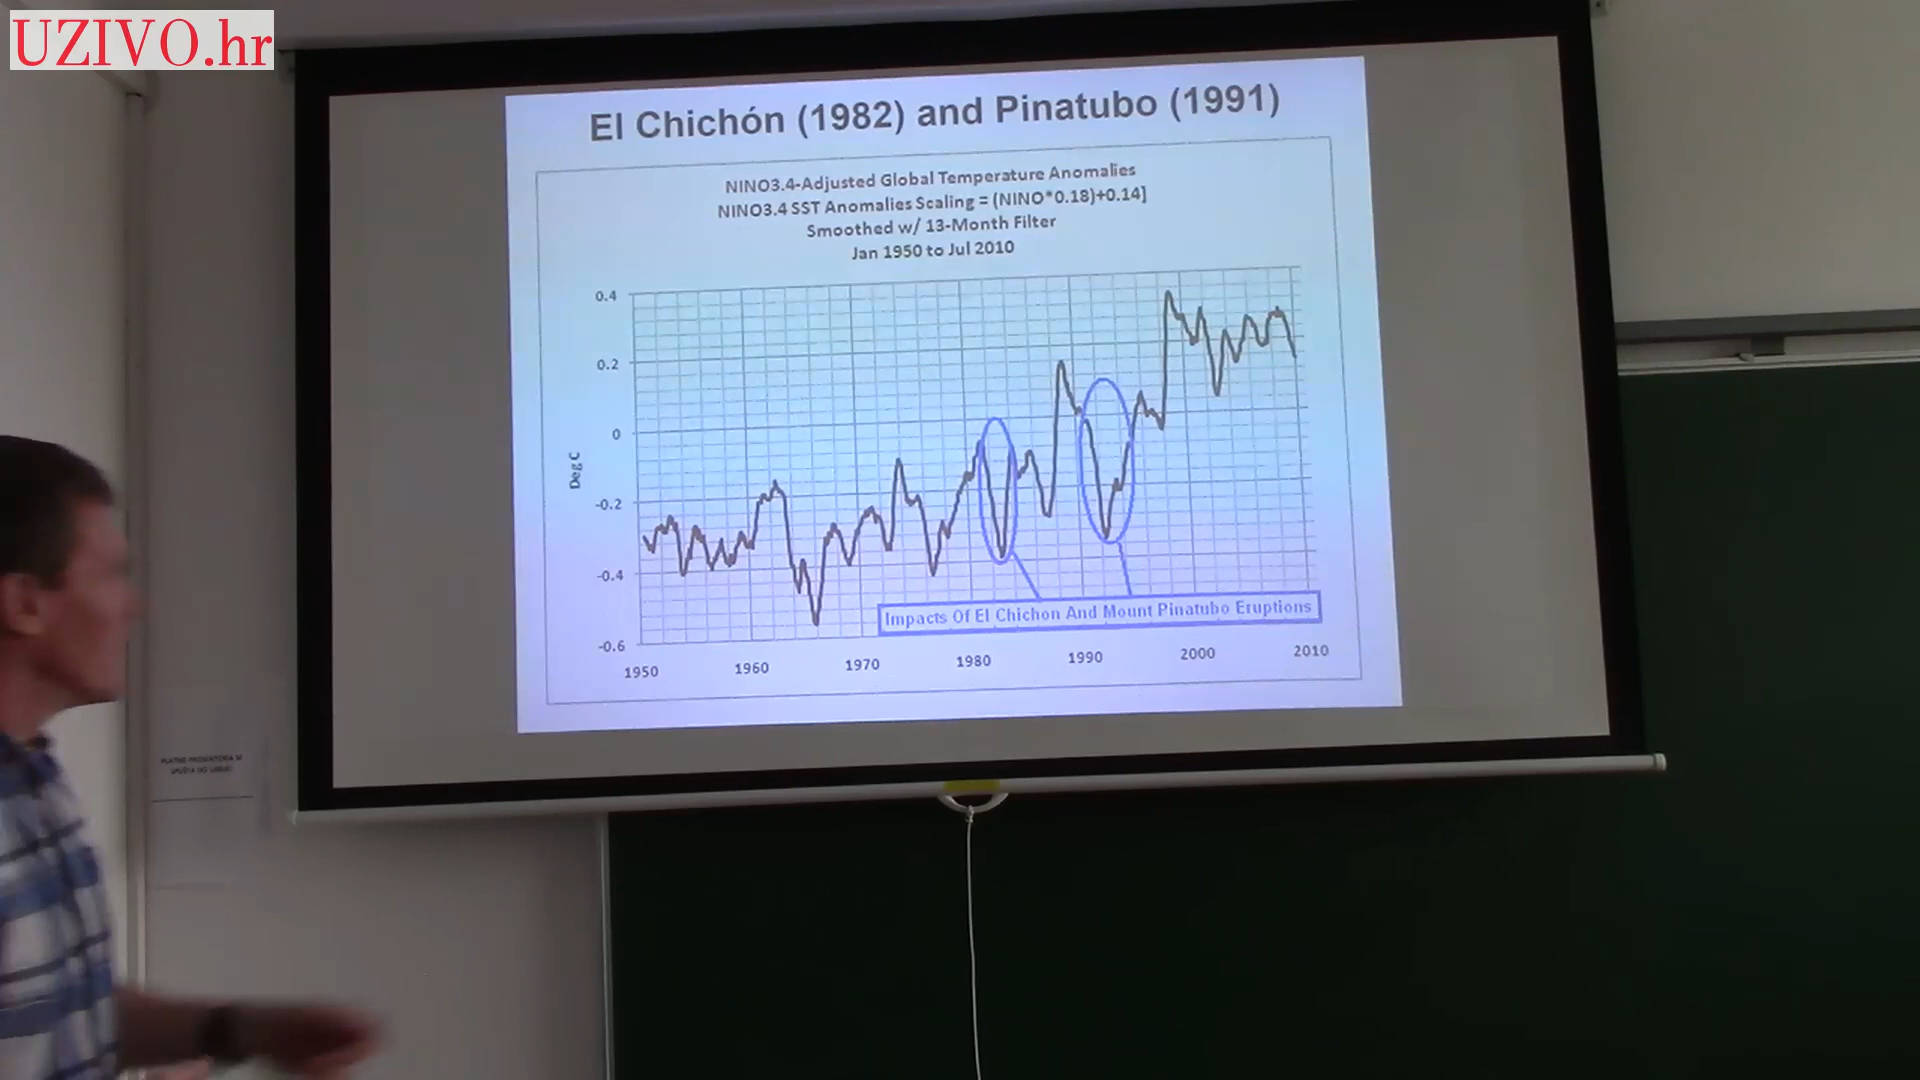 UZIVO.hr
El Chichón (1982) and Pinatubo (1991)
NINO3.4-Adjusted Global Temperature Anomalies
NINO3.4 SST Anomalies Scaling = (NINO*0.18)+0.14]
Smoothed w/ 13-Month Filter
Jan 1950 to Jul 2010
0.4
0.2
0
-0.2
-0.4
-0.6
Deg C
Impacts Of El Chichon And Mount Pinatubo Eruptions
1950 1960 1970 1980 1990 2000 2010